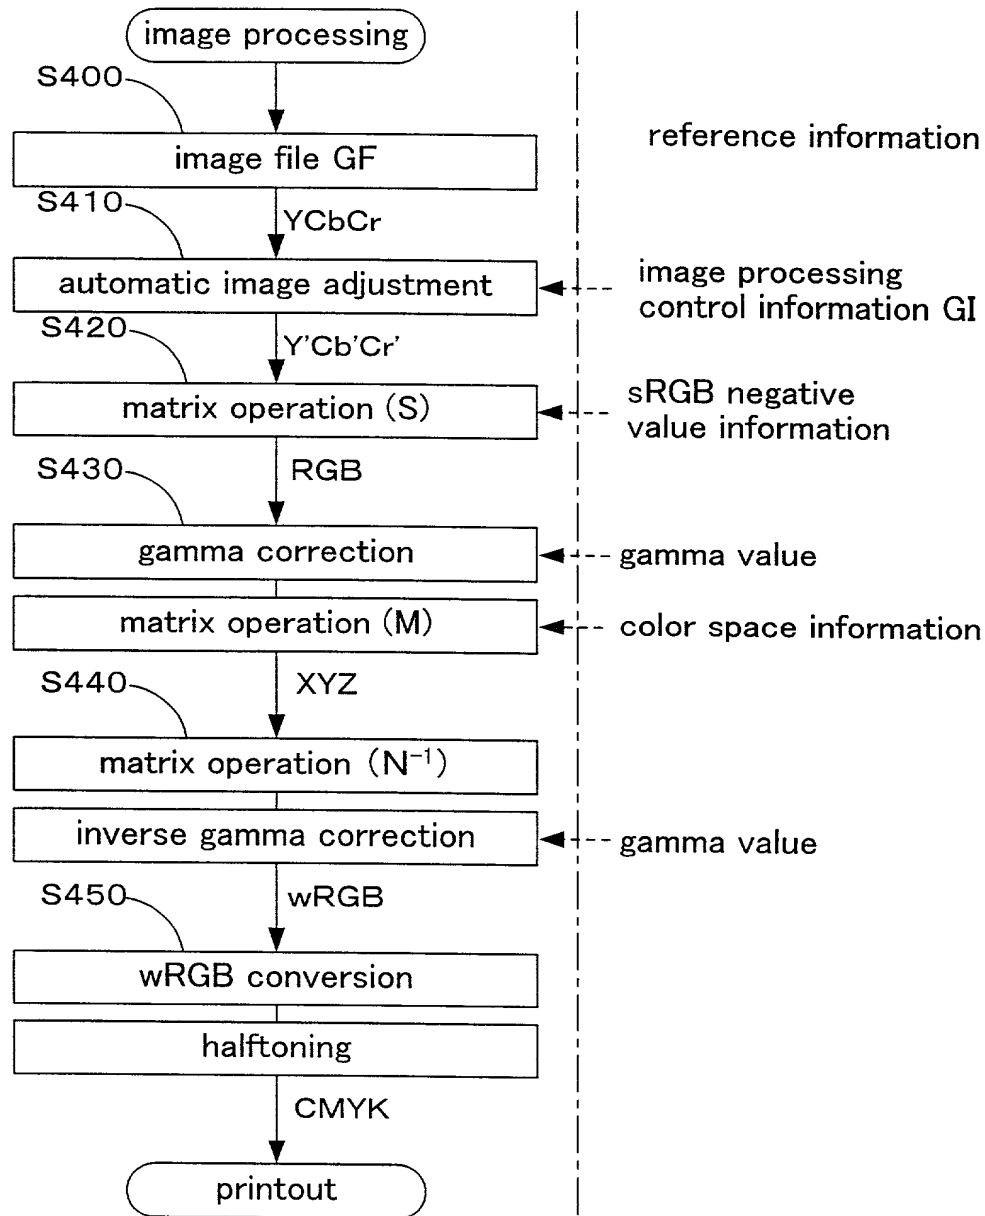 image processing
S400
reference information
image file GF
S410
YCbCr
automatic image adjustment
image processing
control information GI
S420
Y'Cb'Cr'
matrix operation (S)
sRGB negative
value information
S430
RGB
gamma correction
gamma value
matrix operation (M)
color space information
S440
XYZ
matrix operation (N⁻¹)
inverse gamma correction
gamma value
S450
wRGB
wRGB conversion
halftoning
CMYK
printout